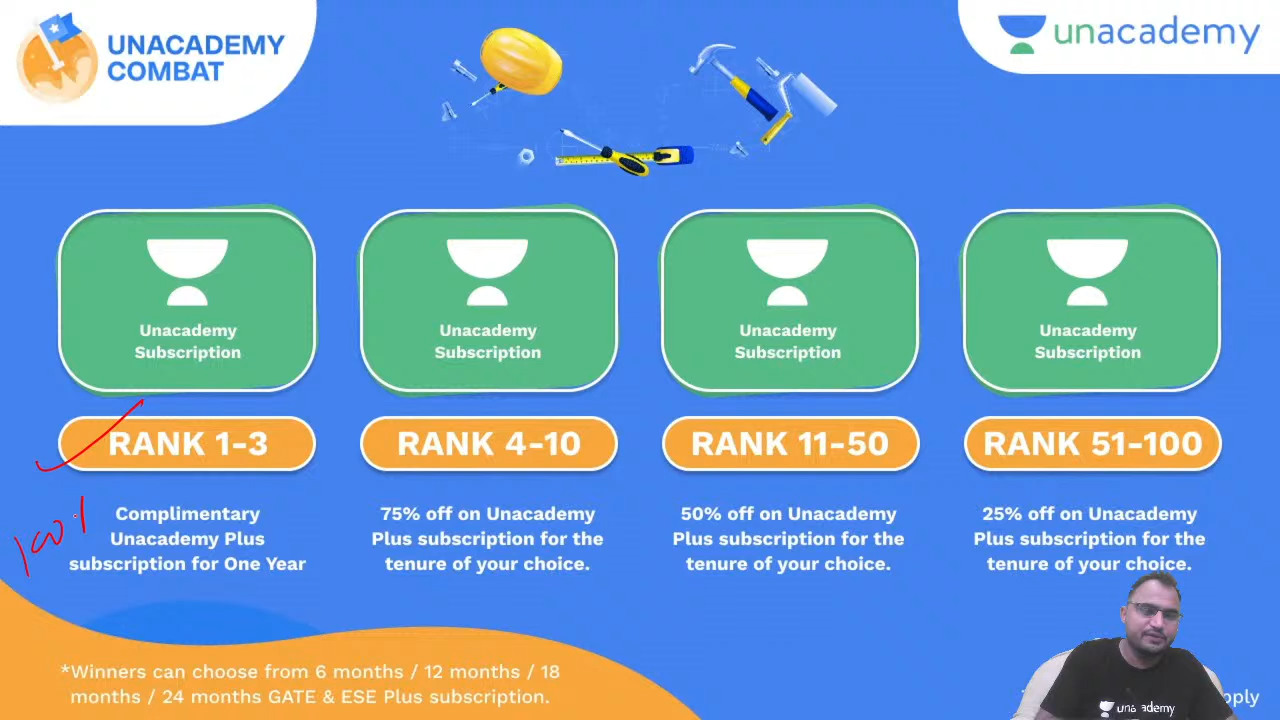 UNACADEMY
COMBAT
unacademy
Unacademy
Subscription
Unacademy
Subscription
Unacademy
Subscription
Unacademy
Subscription
RANK 1-3
RANK 4-10
RANK 11-50
RANK 51-100
Complimentary
Unacademy Plus
subscription for One Year
75% off on Unacademy
Plus subscription for the
tenure of your choice.
50% off on Unacademy
Plus subscription for the
tenure of your choice.
25% off on Unacademy
Plus subscription for the
tenure of your choice.
*Winners can choose from 6 months / 12 months / 18
months / 24 months GATE & ESE Plus subscription.
unacademy